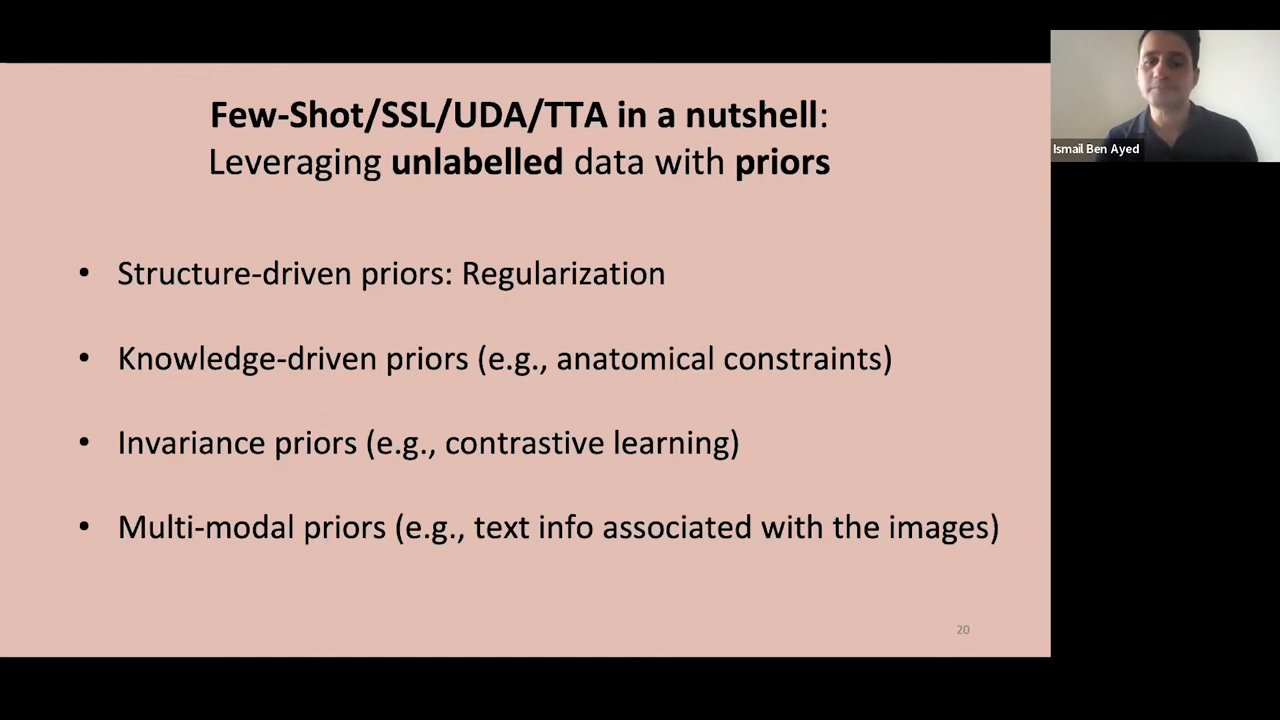 Few-Shot/SSL/UDA/TTA in a nutshell:
Leveraging unlabelled data with priors
• Structure-driven priors: Regularization
• Knowledge-driven priors (e.g., anatomical constraints)
• Invariance priors (e.g., contrastive learning)
• Multi-modal priors (e.g., text info associated with the images)
20
Ismail Ben Ayed